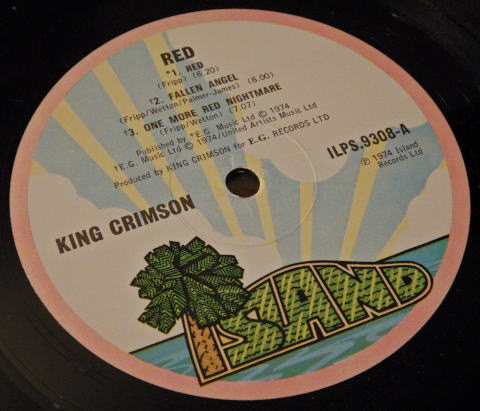 RED
*1. RED
(Fripp) (6.20)
†2. FALLEN ANGEL
(Fripp/Wetton/Palmer-James) (6.00)
†3. ONE MORE RED NIGHTMARE
(Fripp/Wetton) (7.07)
Published by *E.G. Music Ltd © 1974
†E.G. Music Ltd © 1974/United Artists Music Ltd
Produced by KING CRIMSON for E.G. RECORDS LTD
ILPS.9308-A
℗ 1974 Island
Records Ltd
KING CRIMSON
ISLAND